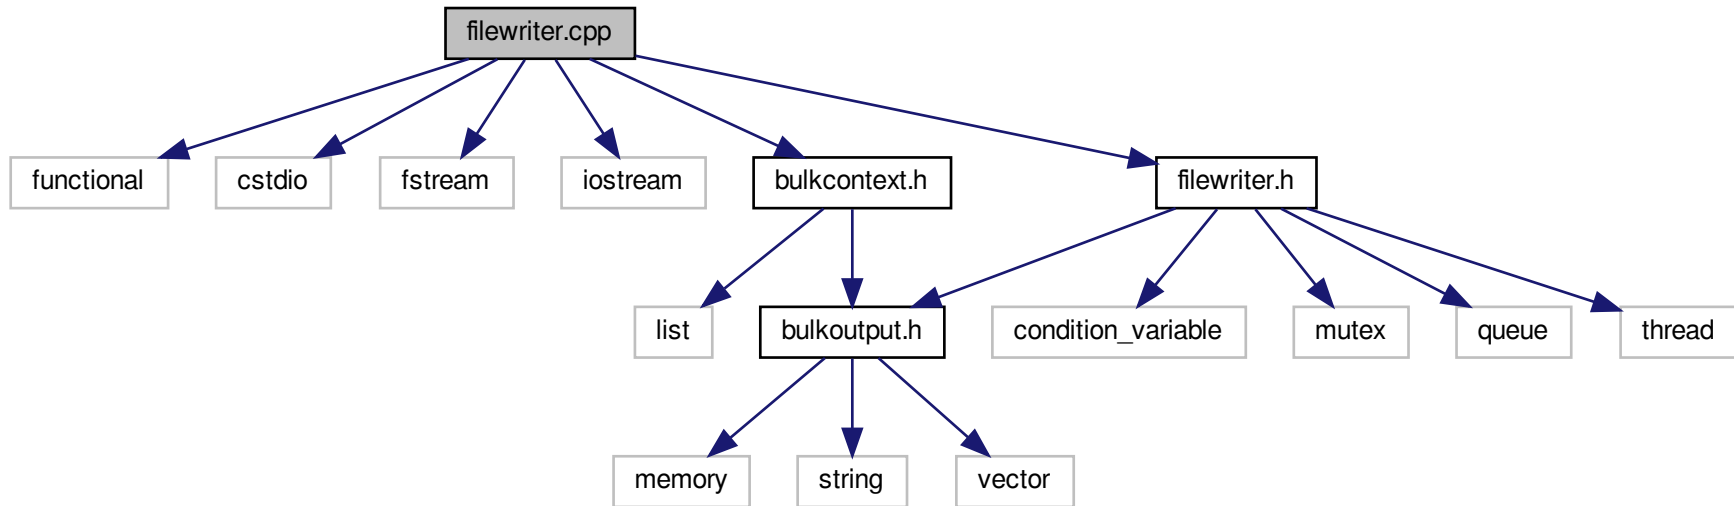 filewriter.cpp
functional
cstdio
fstream
iostream
bulkcontext.h
filewriter.h
list
bulkoutput.h
condition_variable
mutex
queue
thread
memory
string
vector